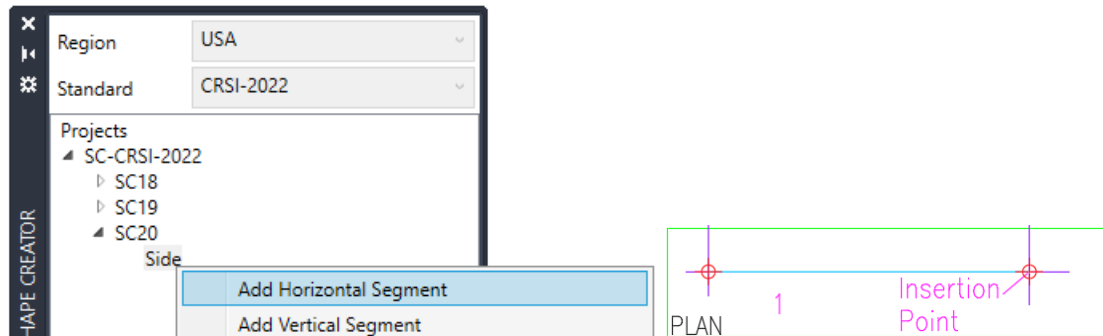 Region
USA
Standard
CRSI-2022
Projects
SC-CRSI-2022
SC18
SC19
SC20
Side
Add Horizontal Segment
Add Vertical Segment
HAPE CREATOR
1
Insertion
Point
PLAN